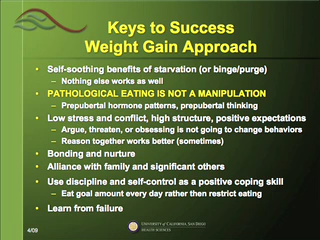 Keys to Success
Weight Gain Approach
• Self-soothing benefits of starvation (or binge/purge)
– Nothing else works as well
• PATHOLOGICAL EATING IS NOT A MANIPULATION
– Prepubertal hormone patterns, prepubertal thinking
• Low stress and conflict, high structure, positive expectations
– Argue, threaten, or obsessing is not going to change behaviors
– Reason together works better (sometimes)
• Bonding and nurture
• Alliance with family and significant others
• Use discipline and self-control as a positive coping skill
– Eat goal amount every day rather then restrict eating
• Learn from failure
4/09
UNIVERSITY OF CALIFORNIA, SAN DIEGO
HEALTH SCIENCES